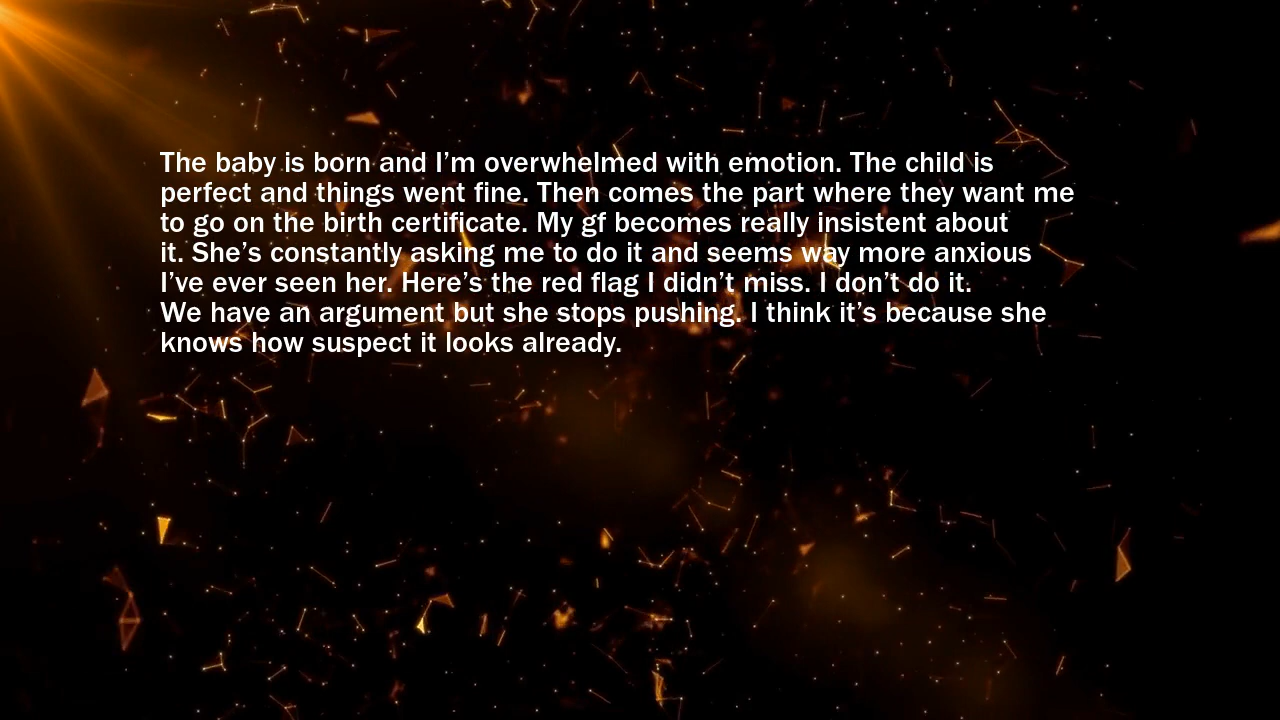 The baby is born and I’m overwhelmed with emotion. The child is
perfect and things went fine. Then comes the part where they want me
to go on the birth certificate. My gf becomes really insistent about
it. She’s constantly asking me to do it and seems way more anxious
I’ve ever seen her. Here’s the red flag I didn’t miss. I don’t do it.
We have an argument but she stops pushing. I think it’s because she
knows how suspect it looks already.